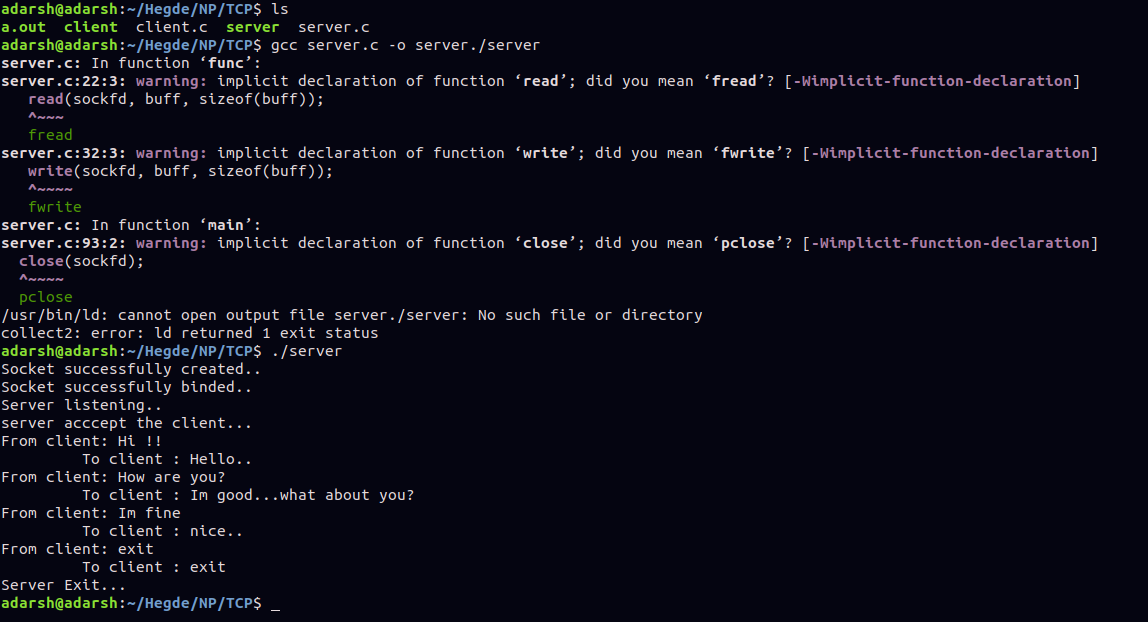 adarsh@adarsh:~/Hegde/NP/TCP$ ls
a.out  client  client.c  server  server.c
adarsh@adarsh:~/Hegde/NP/TCP$ gcc server.c -o server./server
server.c: In function ‘func’:
server.c:22:3: warning: implicit declaration of function ‘read’; did you mean ‘fread’? [-Wimplicit-function-declaration]
   read(sockfd, buff, sizeof(buff));
   ^~~~
   fread
server.c:32:3: warning: implicit declaration of function ‘write’; did you mean ‘fwrite’? [-Wimplicit-function-declaration]
   write(sockfd, buff, sizeof(buff));
   ^~~~~
   fwrite
server.c: In function ‘main’:
server.c:93:2: warning: implicit declaration of function ‘close’; did you mean ‘pclose’? [-Wimplicit-function-declaration]
  close(sockfd);
  ^~~~~
  pclose
/usr/bin/ld: cannot open output file server./server: No such file or directory
collect2: error: ld returned 1 exit status
adarsh@adarsh:~/Hegde/NP/TCP$ ./server
Socket successfully created..
Socket successfully binded..
Server listening..
server acccept the client...
From client: Hi !!
         To client : Hello..
From client: How are you?
         To client : Im good...what about you?
From client: Im fine
         To client : nice..
From client: exit
         To client : exit
Server Exit...
adarsh@adarsh:~/Hegde/NP/TCP$ _